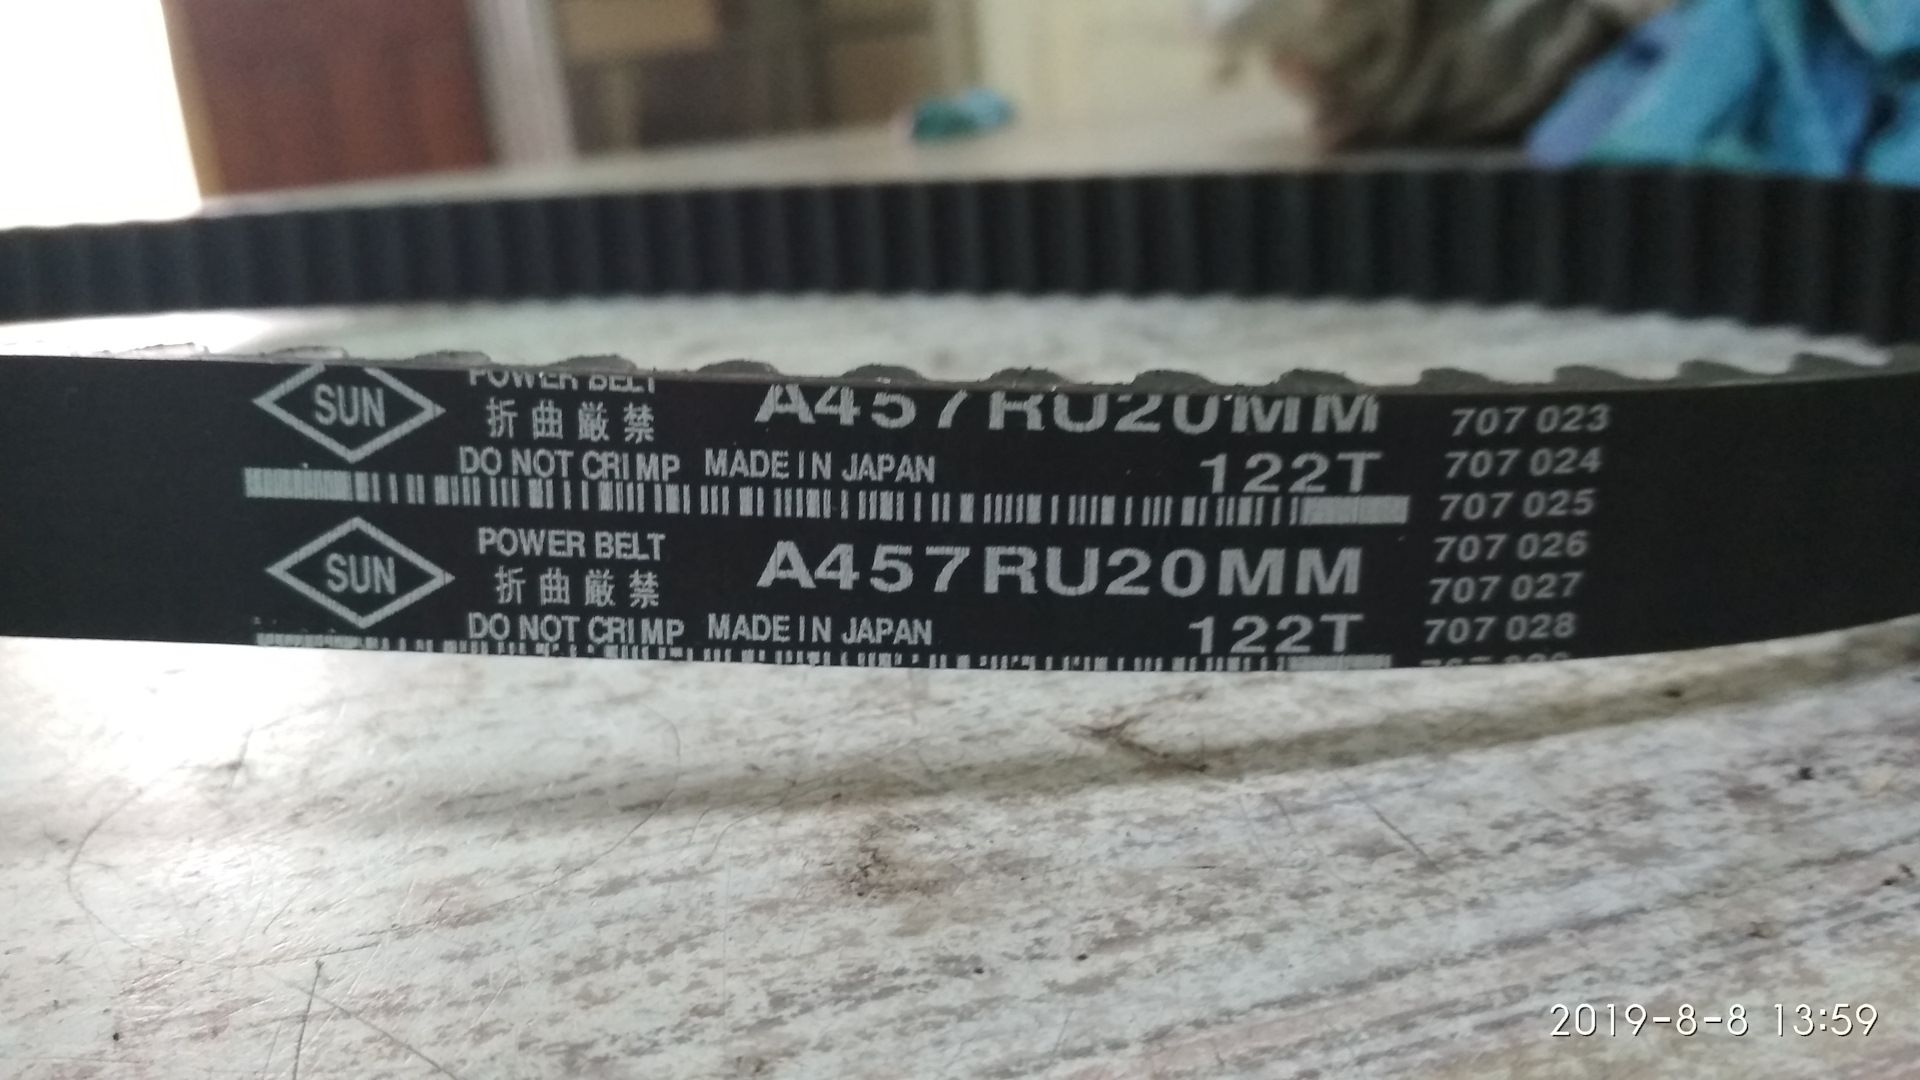 SUN
POWER BELT
折曲厳禁
DO NOT CRIMP MADE IN JAPAN
A457RU20MM
122T
707 023
707 024
707 025
707 026
707 027
707 028
SUN
POWER BELT
折曲厳禁
DO NOT CRIMP MADE IN JAPAN
A457RU20MM
122T
2019-8-8 13:59